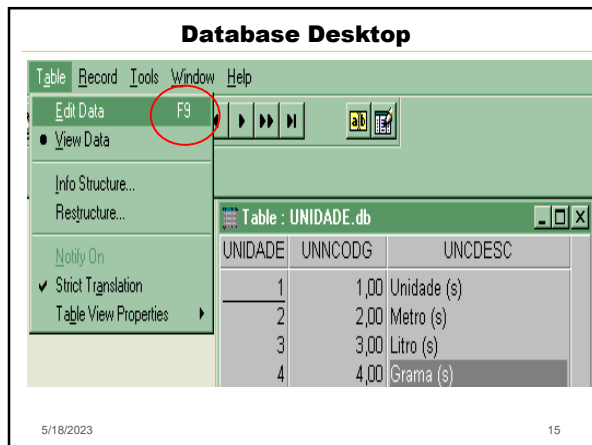 Database Desktop
Table Record Tools Window Help
Edit Data F9
View Data
Info Structure...
Restructure...
Notify On
Strict Translation
Table View Properties
Table : UNIDADE.db
UNIDADE UNNCODG UNCDESC
1 1,00 Unidade (s)
2 2,00 Metro (s)
3 3,00 Litro (s)
4 4,00 Grama (s)
ab
5/18/2023 15